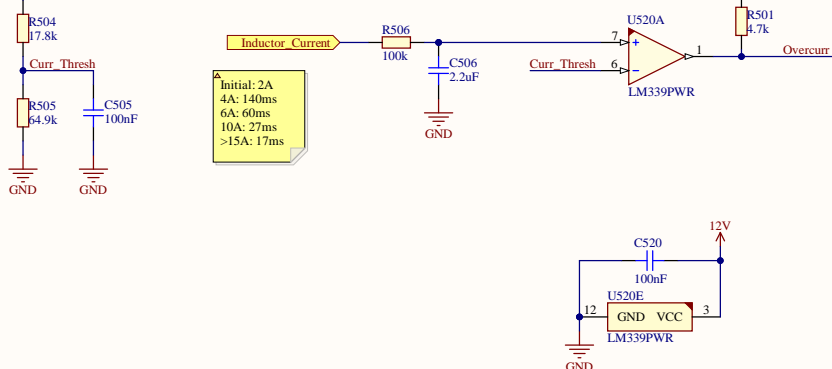 R504
17.8k
Curr_Thresh
R505
64.9k
C505
100nF
GND
GND
Inductor_Current
R506
100k
C506
2.2uF
GND
Initial: 2A
4A: 140ms
6A: 60ms
10A: 27ms
>15A: 17ms
Curr_Thresh
7
6
+
−
U520A
1
LM339PWR
R501
4.7k
Overcurr
12V
C520
100nF
U520E
12
GND VCC
3
LM339PWR
GND